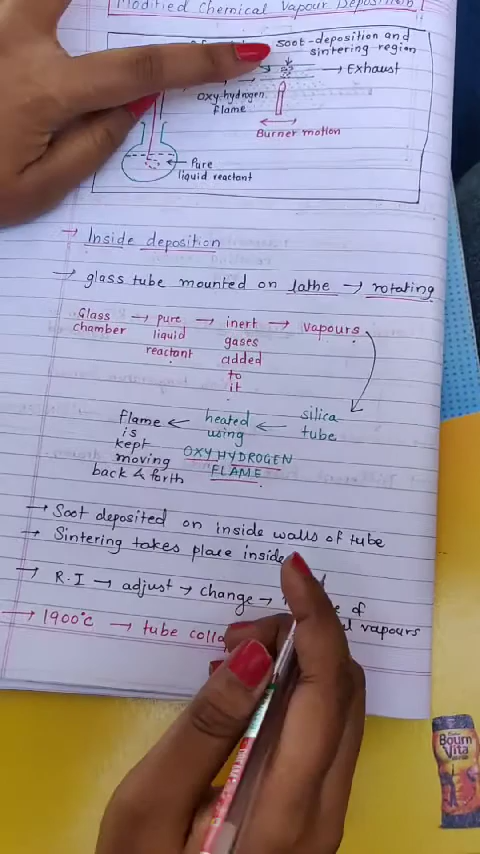 Modified Chemical Vapour Deposition
Soot-deposition and
sintering region
→ Exhaust
Oxy hydrogen
flame
Burner motion
Pure
liquid reactant
→ Inside deposition
→ glass tube mounted on lathe → rotating
Glass chamber → pure liquid reactant → inert gases added to it → vapours
silica tube ← heated using OXYHYDROGEN FLAME
← flame is kept moving back & forth
→ Soot deposited on inside walls of tube
→ Sintering takes place inside
→ R.I → adjust → change → of
vapours
→ 1900°C → tube
Bourn
Vita